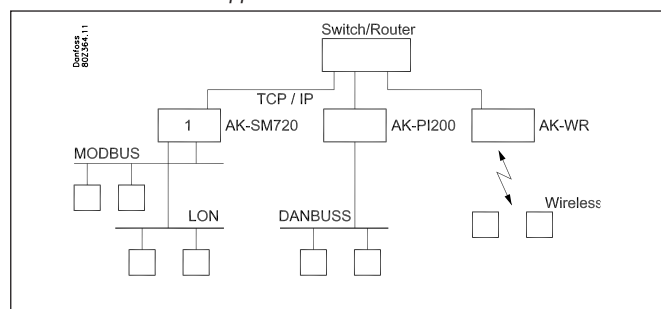 Switch/Router
Danfoss
80Z364.11
TCP / IP
1
AK-SM720
AK-PI200
AK-WR
MODBUS
Wireless
LON
DANBUSS